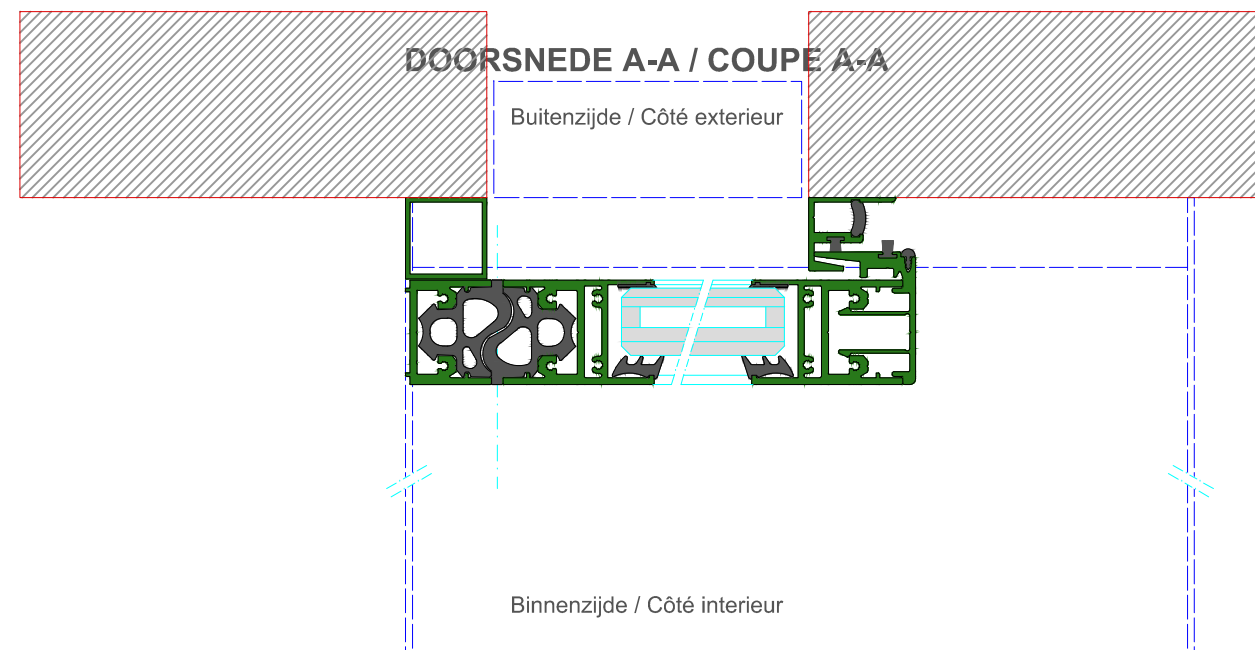 DOORSNEDE A-A / COUPE A-A
Buitenzijde / Côté exterieur
Binnenzijde / Côté interieur